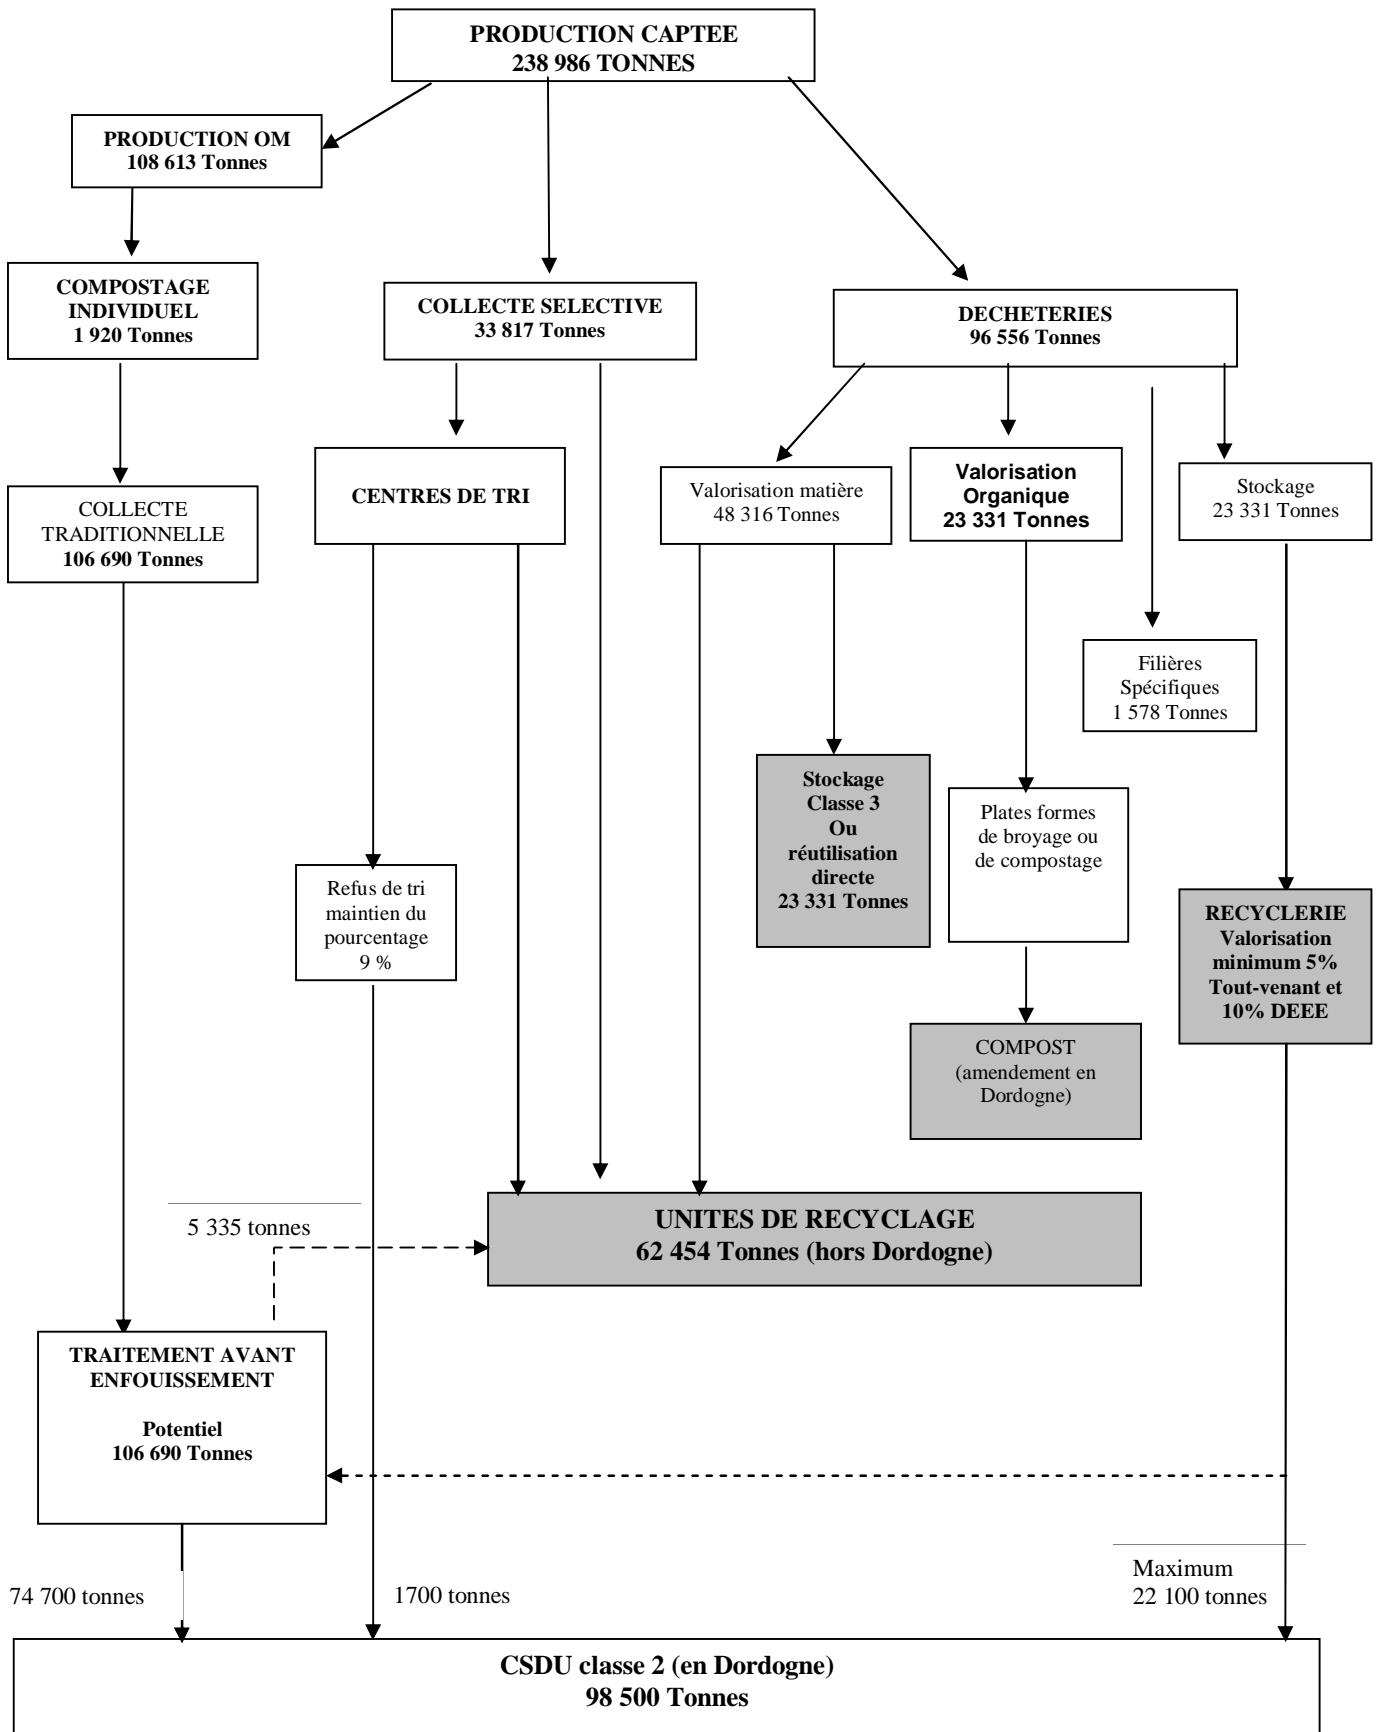 PRODUCTION CAPTEE
238 986 TONNES
PRODUCTION OM
108 613 Tonnes
COMPOSTAGE
INDIVIDUEL
1 920 Tonnes
COLLECTE SELECTIVE
33 817 Tonnes
DECHETERIES
96 556 Tonnes
COLLECTE
TRADITIONNELLE
106 690 Tonnes
CENTRES DE TRI
Valorisation matière
48 316 Tonnes
Valorisation
Organique
23 331 Tonnes
Stockage
23 331 Tonnes
Filières
Spécifiques
1 578 Tonnes
Stockage
Classe 3
Ou
réutilisation
directe
23 331 Tonnes
Plates formes
de broyage ou
de compostage
Refus de tri
maintien du
pourcentage
9 %
RECYCLERIE
Valorisation
minimum 5%
Tout-venant et
10% DEEE
COMPOST
(amendement en
Dordogne)
5 335 tonnes
UNITES DE RECYCLAGE
62 454 Tonnes (hors Dordogne)
TRAITEMENT AVANT
ENFOUISSEMENT
Potentiel
106 690 Tonnes
74 700 tonnes
1700 tonnes
Maximum
22 100 tonnes
CSDU classe 2 (en Dordogne)
98 500 Tonnes